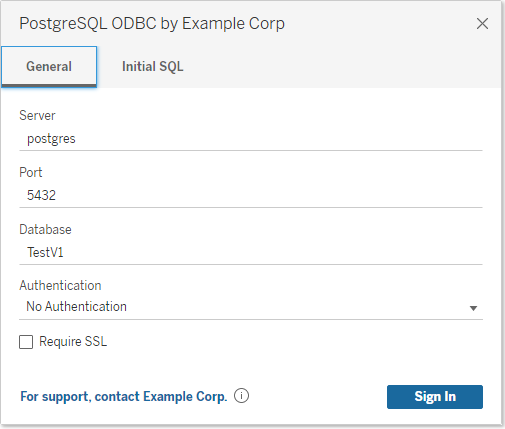 PostgreSQL ODBC by Example Corp
General Initial SQL
Server
postgres
Port
5432
Database
TestV1
Authentication
No Authentication
Require SSL
For support, contact Example Corp. Sign In